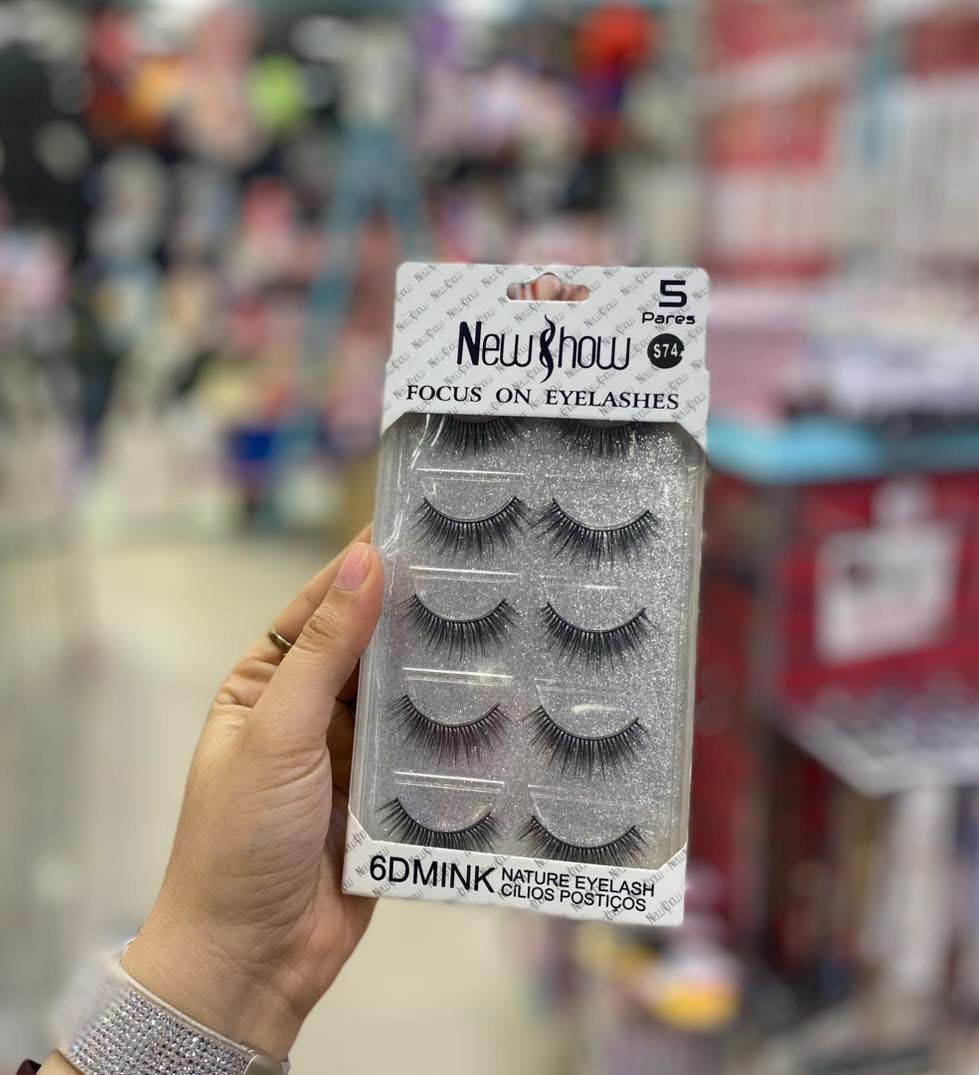 5
Pares
NewShow
S74
FOCUS ON EYELASHES
6DMINK
NATURE EYELASH
CÍLIOS POSTIÇOS